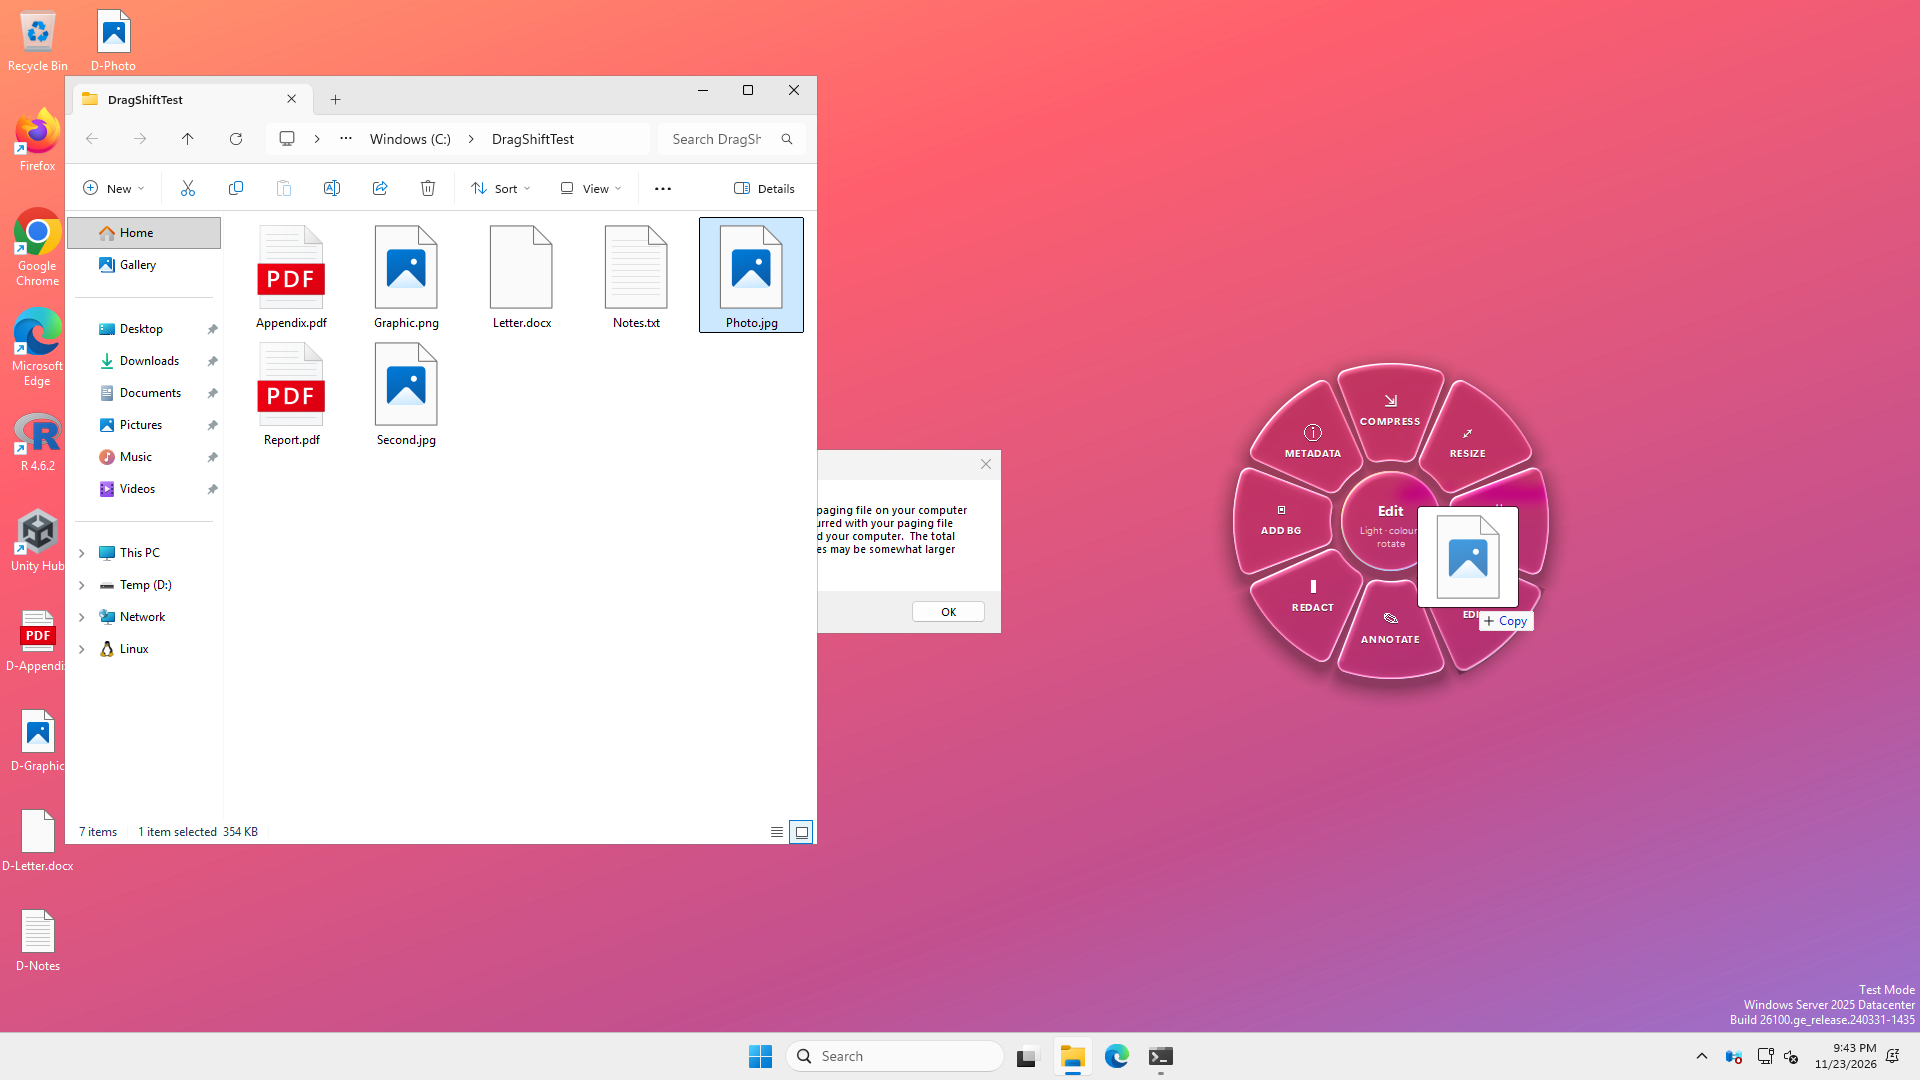 Recycle Bin
D-Photo
Firefox
Google
Chrome
Microsoft
Edge
R 4.6.2
Unity Hub
PDF
D-Graphic
D-Letter.docx
D-Notes
DragShiftTest
Windows (C:)
DragShiftTest
New
Sort
View
Details
Home
Gallery
Desktop
Downloads
Documents
Pictures
Music
Videos
This PC
Temp (D:)
Network
Linux
PDF
Appendix.pdf
Graphic.png
Letter.docx
Notes.txt
Photo.jpg
PDF
Report.pdf
Second.jpg
7 items
1 item selected 354 KB
paging file on your computer
with your paging file
your computer. The total
may be somewhat larger
OK
COMPRESS
METADATA
RESIZE
ADD BG
Edit
Light · colour
rotate
REDACT
ANNOTATE
+ Copy
Test Mode
Windows Server 2025 Datacenter
Build 26100.ge_release.240331-1435
Search
9:43 PM
11/23/2026